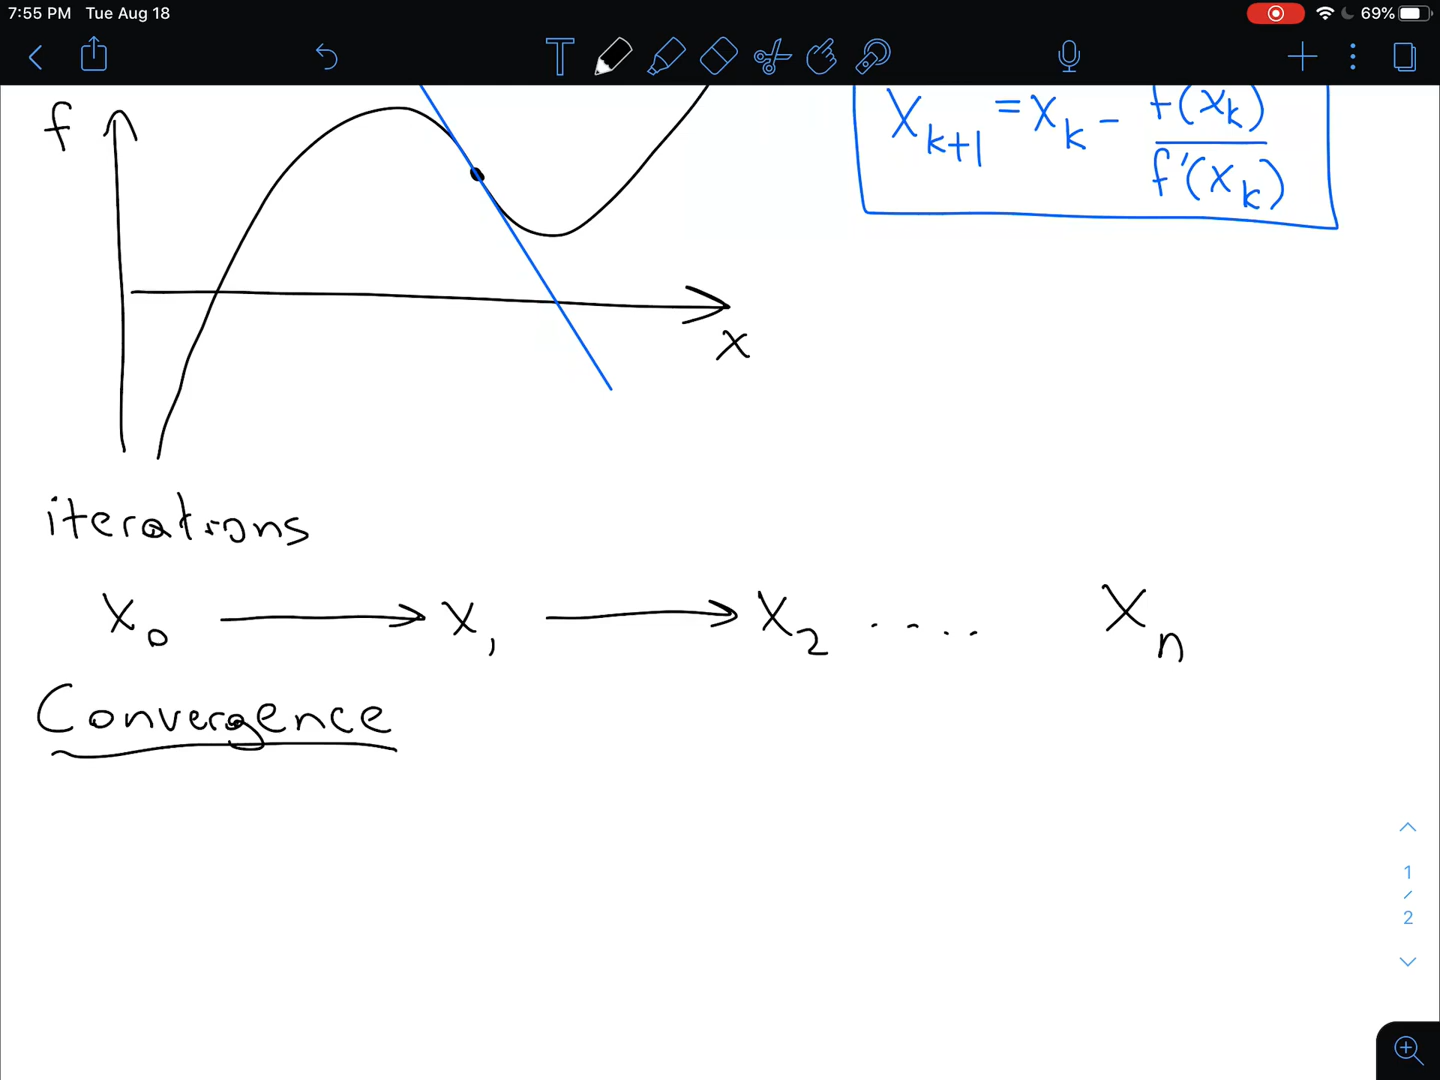 7:55 PM Tue Aug 18
69%
T
f
x
X_{k+1} = X_k - f(x_k)
f'(x_k)
iterations
X_0 → X_1 → X_2 .... X_n
Convergence
1
/
2